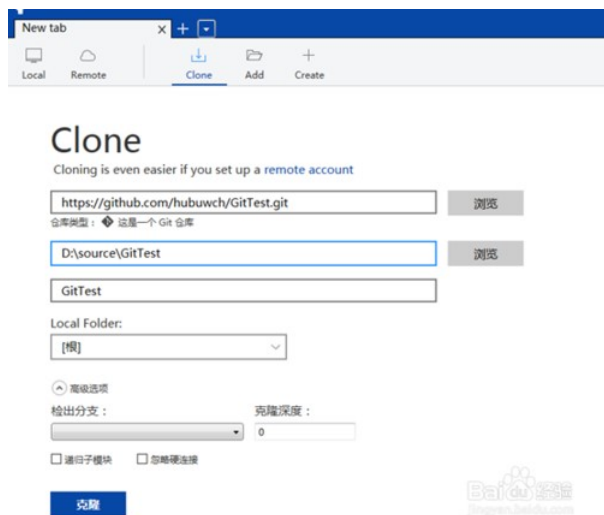 New tab
Local Remote Clone Add Create
Clone
Cloning is even easier if you set up a remote account
https://github.com/hubuwch/GitTest.git 浏览
仓库类型： 这是一个 Git 仓库
D:\source\GitTest 浏览
GitTest
Local Folder:
[根]
高级选项
检出分支： 克隆深度：
0
递归子模块 忽略硬连接
克隆
Baidu 经验
jingyan.baidu.com